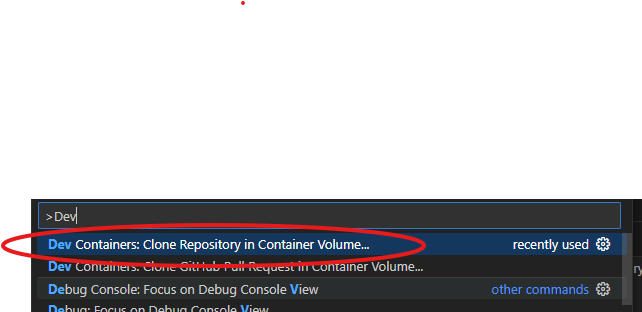 >Dev
Dev Containers: Clone Repository in Container Volume... recently used
Dev Containers: Clone GitHub Pull Request in Container Volume...
Debug Console: Focus on Debug Console View other commands
Debug: Focus on Debug Console View